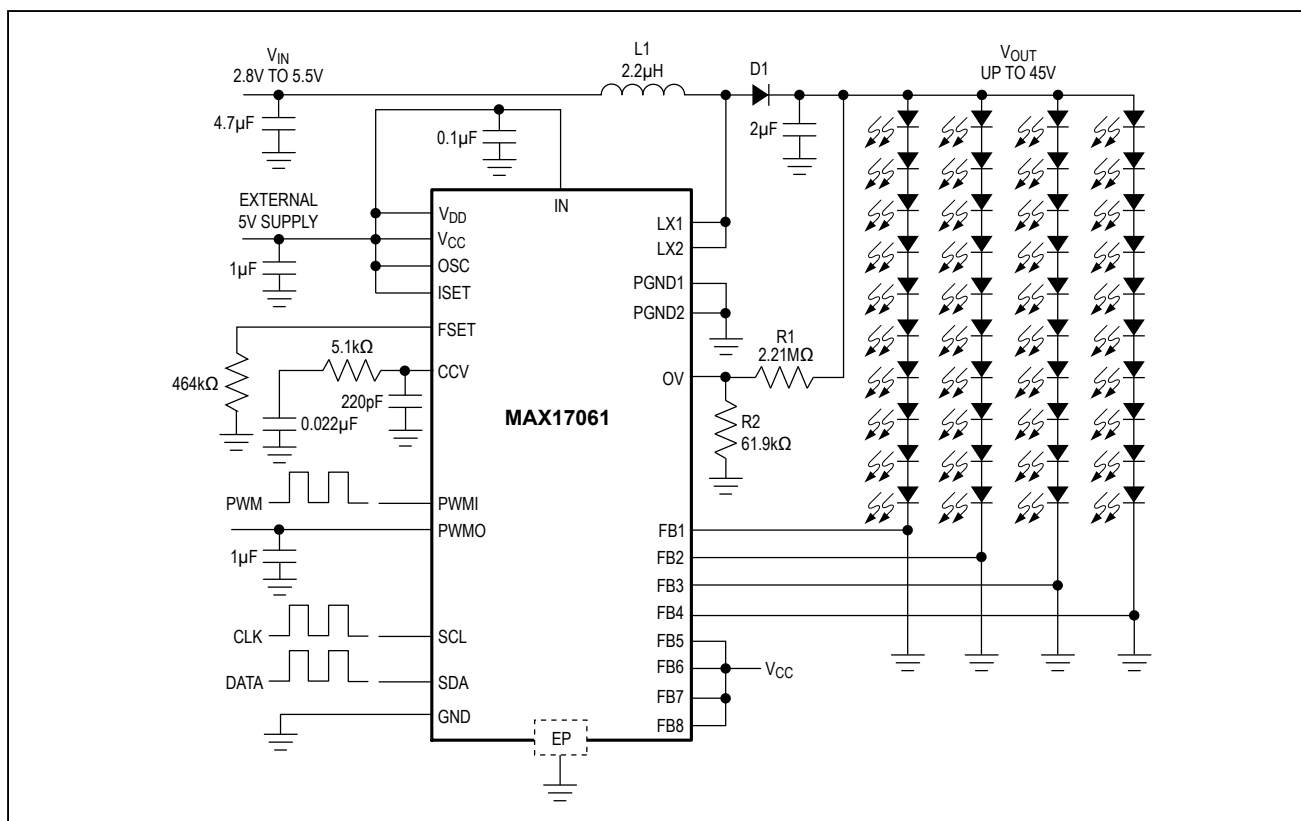 VIN
2.8V TO 5.5V
L1
2.2µH
D1
VOUT
UP TO 45V
4.7µF
0.1µF
2µF
EXTERNAL
5V SUPPLY
1µF
IN
VDD
VCC
OSC
ISET
FSET
CCV
464kΩ
5.1kΩ
220pF
0.022µF
MAX17061
LX1
LX2
PGND1
PGND2
R1
2.21MΩ
OV
R2
61.9kΩ
PWM
PWMI
PWMO
1µF
CLK
SCL
DATA
SDA
GND
EP
FB1
FB2
FB3
FB4
FB5
FB6
FB7
FB8
VCC